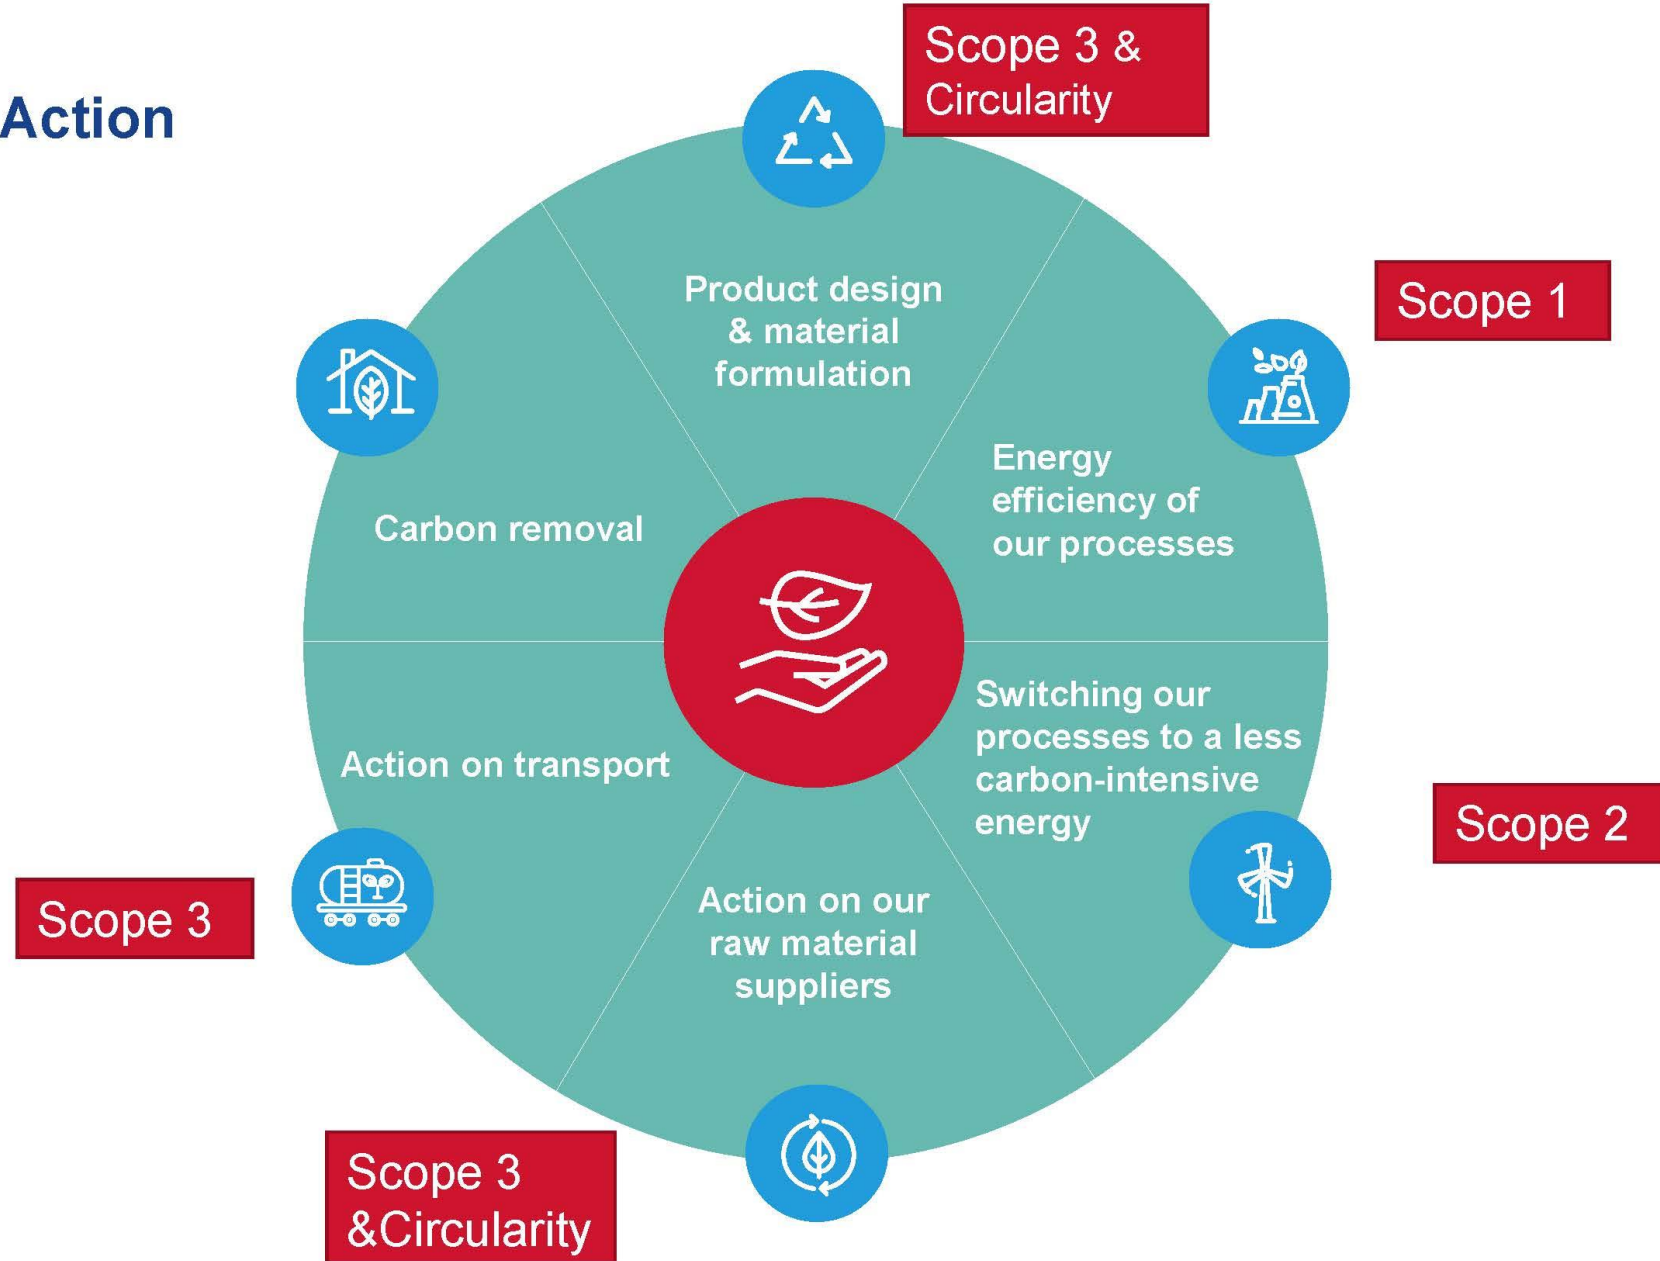 Action
Scope 3 &
Circularity
Product design
& material
formulation
Scope 1
Energy
efficiency of
our processes
Carbon removal
Switching our
processes to a less
carbon-intensive
energy
Scope 2
Action on transport
Scope 3
Action on our
raw material
suppliers
Scope 3
&Circularity